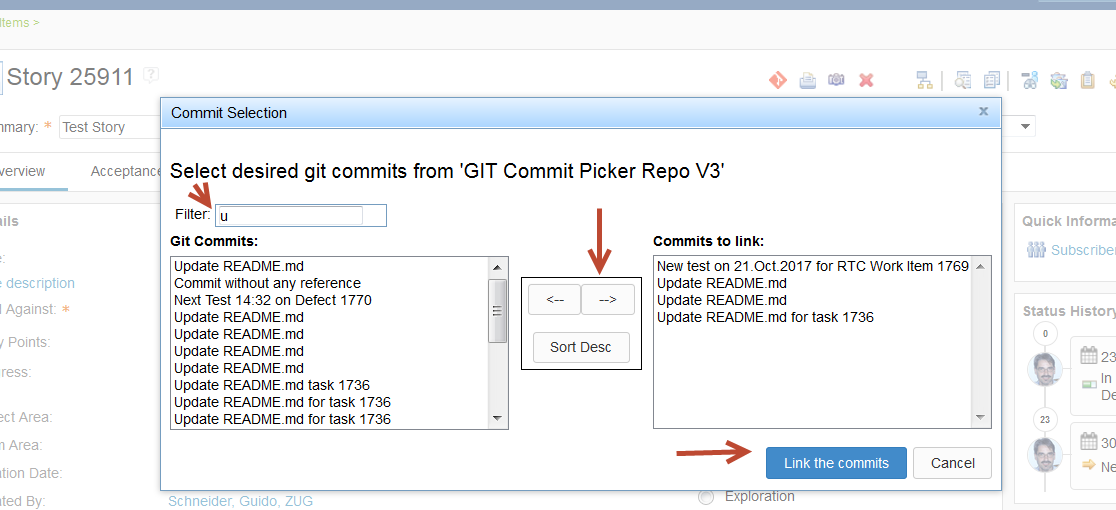 Items >
Story 25911 ?
mmary: * Test Story
Commit Selection x
verview Acceptance
Select desired git commits from 'GIT Commit Picker Repo V3'
Filter: u
Git Commits:
Update README.md
Commit without any reference
Next Test 14:32 on Defect 1770
Update README.md
Update README.md
Update README.md
Update README.md
Update README.md task 1736
Update README.md for task 1736
Update README.md for task 1736
<-- -->
Sort Desc
Commits to link:
New test on 21.Oct.2017 for RTC Work Item 1769
Update README.md
Update README.md
Update README.md for task 1736
Link the commits Cancel
ails
e:
e description
d Against: *
y Points:
gress:
ect Area:
m Area:
ation Date:
ted By: Schneider, Guido, ZUG
Exploration
Quick Informa
Subscriber
Status History
0
23
In
De
23
30
Ne